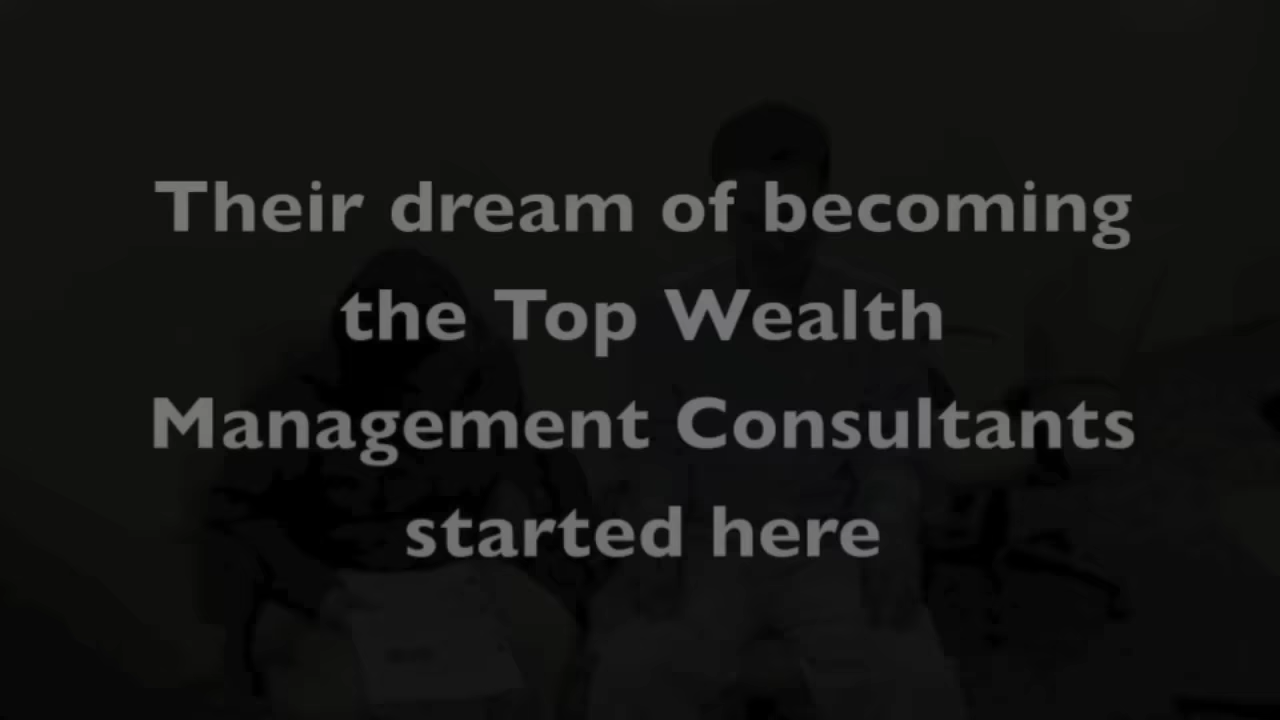 Their dream of becoming
the Top Wealth
Management Consultants
started here